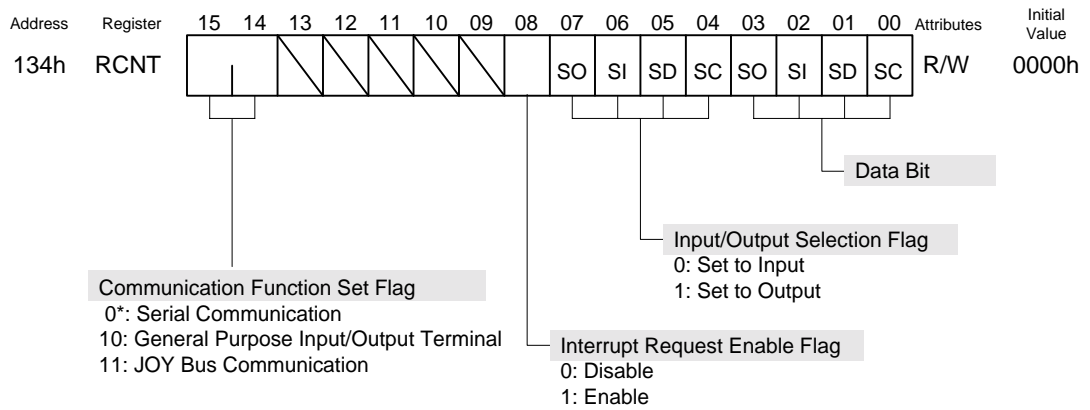 Address Register 15 14 13 12 11 10 09 08 07 06 05 04 03 02 01 00 Attributes Initial Value
134h RCNT SO SI SD SC SO SI SD SC R/W 0000h
Data Bit
Input/Output Selection Flag
0: Set to Input
1: Set to Output
Communication Function Set Flag
0*: Serial Communication
10: General Purpose Input/Output Terminal
11: JOY Bus Communication
Interrupt Request Enable Flag
0: Disable
1: Enable